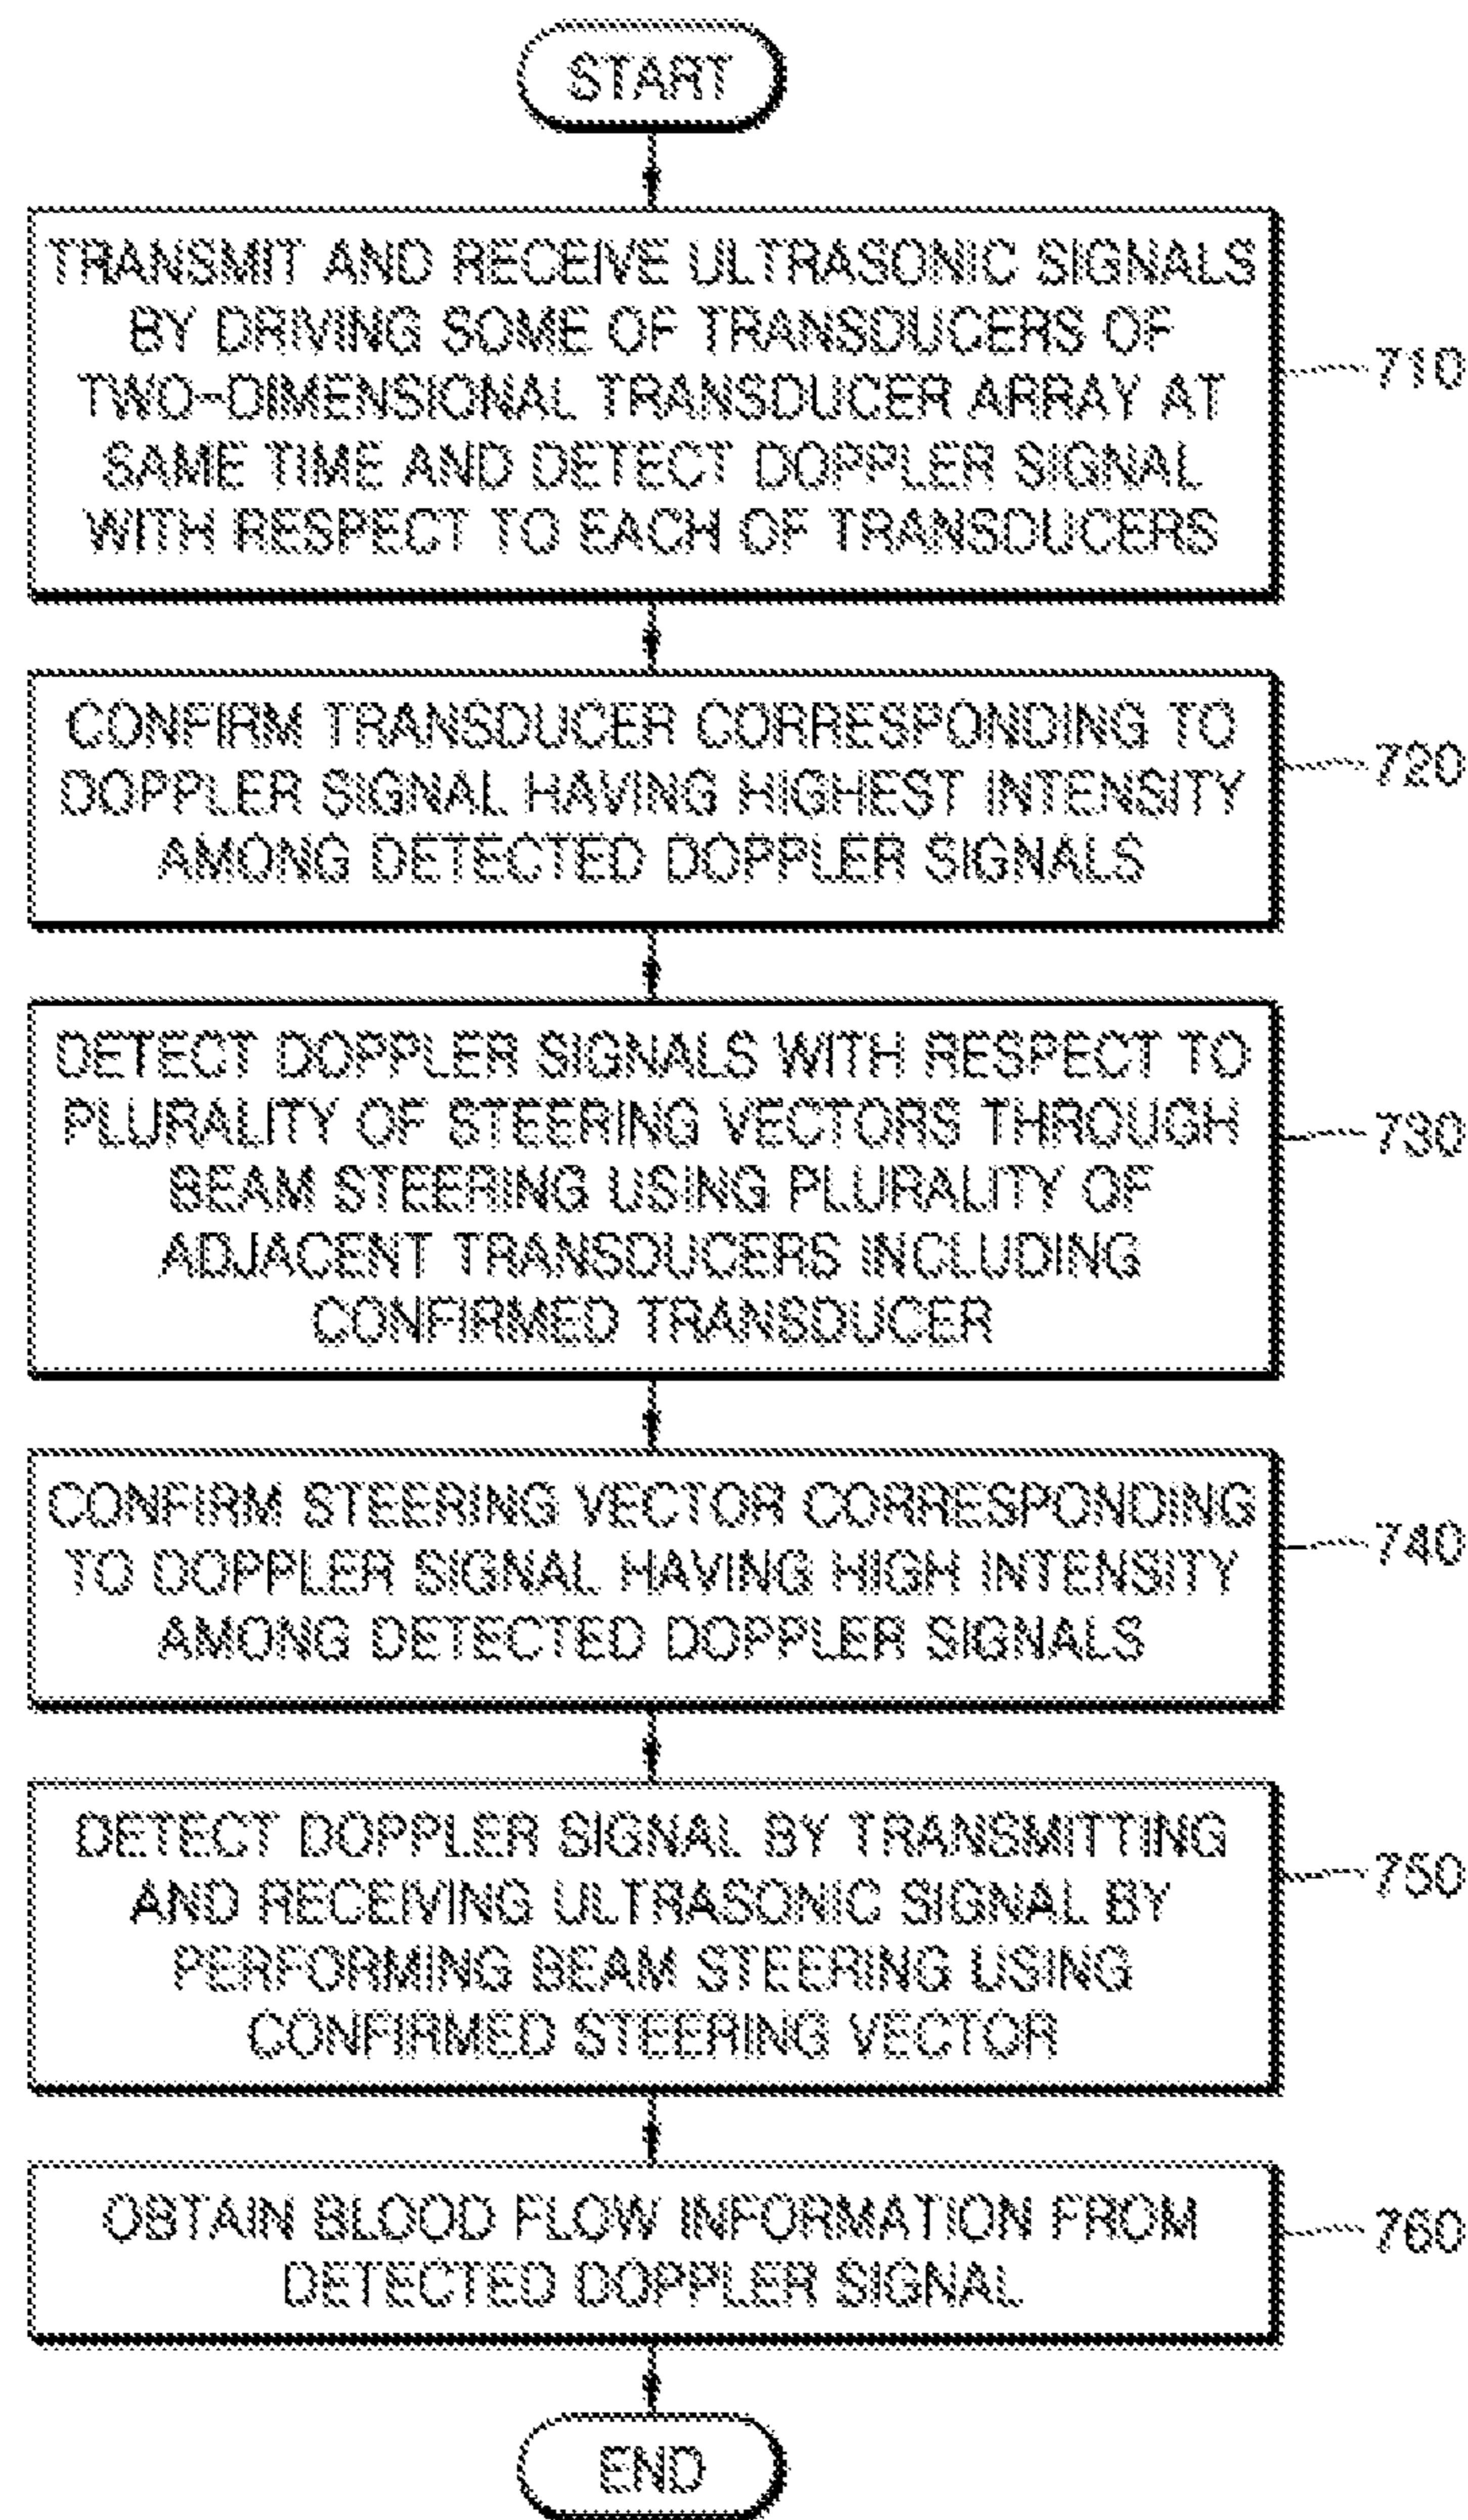 START
TRANSMIT AND RECEIVE ULTRASONIC SIGNALS
BY DRIVING SOME OF TRANSDUCERS OF
TWO-DIMENSIONAL TRANSDUCER ARRAY AT
SAME TIME AND DETECT DOPPLER SIGNAL
WITH RESPECT TO EACH OF TRANSDUCERS
710
CONFIRM TRANSDUCER CORRESPONDING TO
DOPPLER SIGNAL HAVING HIGHEST INTENSITY
AMONG DETECTED DOPPLER SIGNALS
720
DETECT DOPPLER SIGNALS WITH RESPECT TO
PLURALITY OF STEERING VECTORS THROUGH
BEAM STEERING USING PLURALITY OF
ADJACENT TRANSDUCERS INCLUDING
CONFIRMED TRANSDUCER
730
CONFIRM STEERING VECTOR CORRESPONDING
TO DOPPLER SIGNAL HAVING HIGH INTENSITY
AMONG DETECTED DOPPLER SIGNALS
740
DETECT DOPPLER SIGNAL BY TRANSMITTING
AND RECEIVING ULTRASONIC SIGNAL BY
PERFORMING BEAM STEERING USING
CONFIRMED STEERING VECTOR
750
OBTAIN BLOOD FLOW INFORMATION FROM
DETECTED DOPPLER SIGNAL
760
END